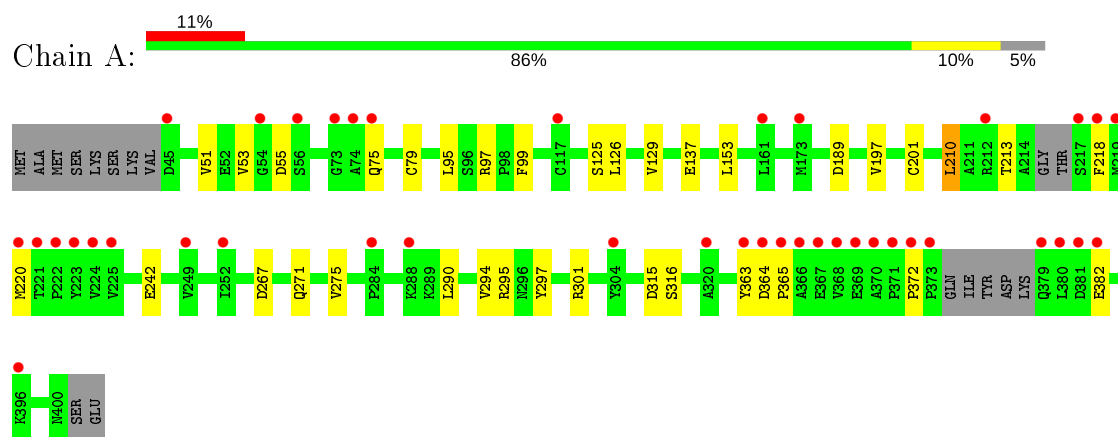 11%
Chain A:
86% 10% 5%
MET ALA MET SER LYS SER LYS VAL D45 V51 E52 V53 G54 D55 S56 G73 A74 Q75 C79 L95 S96 R97 P98 F99 C117 S125 L126 V129 E137 L153 L161 M173 D189 V197 C201 L210 A211 R212 T213 A214 GLY THR S217 F218 M219
M220 T221 P222 Y223 V224 V225 E242 V249 I252 D267 Q271 V275 P284 K288 K289 L290 V294 R295 N296 Y297 R301 Y304 D315 S316 A320 Y363 D364 P365 A366 E367 V368 E369 A370 P371 P372 P373 GLN ILE TYR ASP LYS Q379 L380 D381 E382
K396 N400 SER GLU